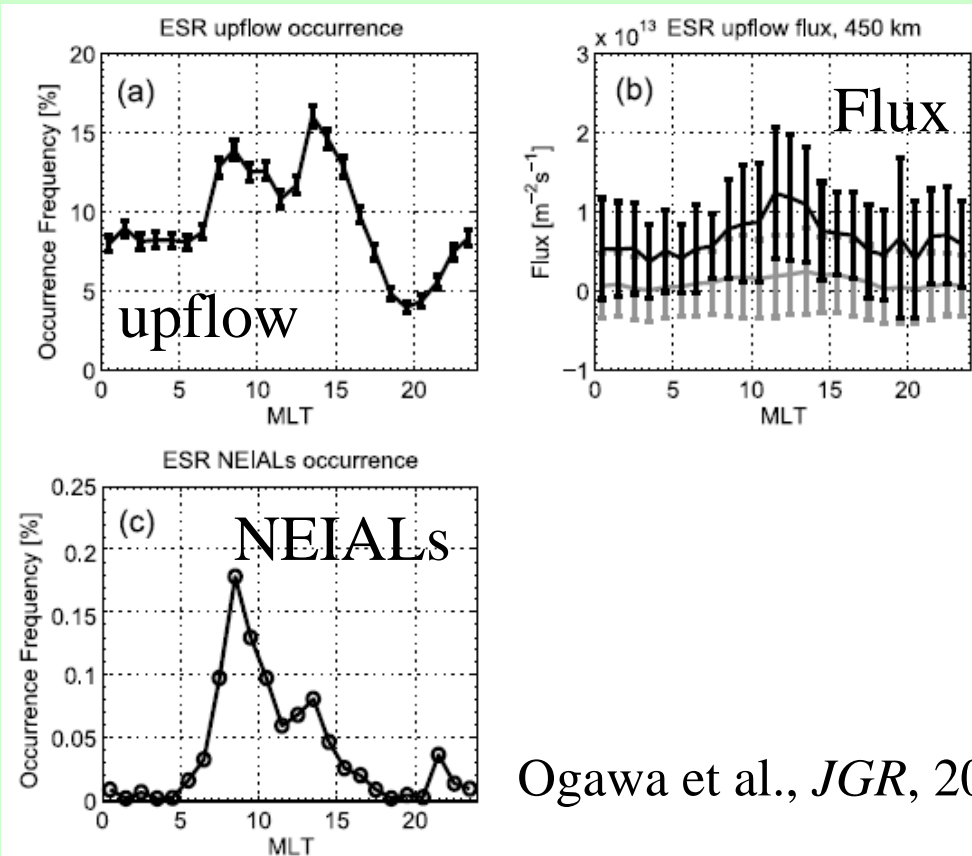 ESR upflow occurrence
20
15
10
5
0
Occurrence Frequency [%]
(a)
upflow
0 5 10 15 20
MLT
x 10¹³ ESR upflow flux, 450 km
3
2
1
0
−1
Flux [m⁻²s⁻¹]
(b)
Flux
0 5 10 15 20
MLT
ESR NEIALs occurrence
0.25
0.2
0.15
0.1
0.05
0
Occurrence Frequency [%]
(c)
NEIALs
0 5 10 15 20
MLT
Ogawa et al., JGR, 20